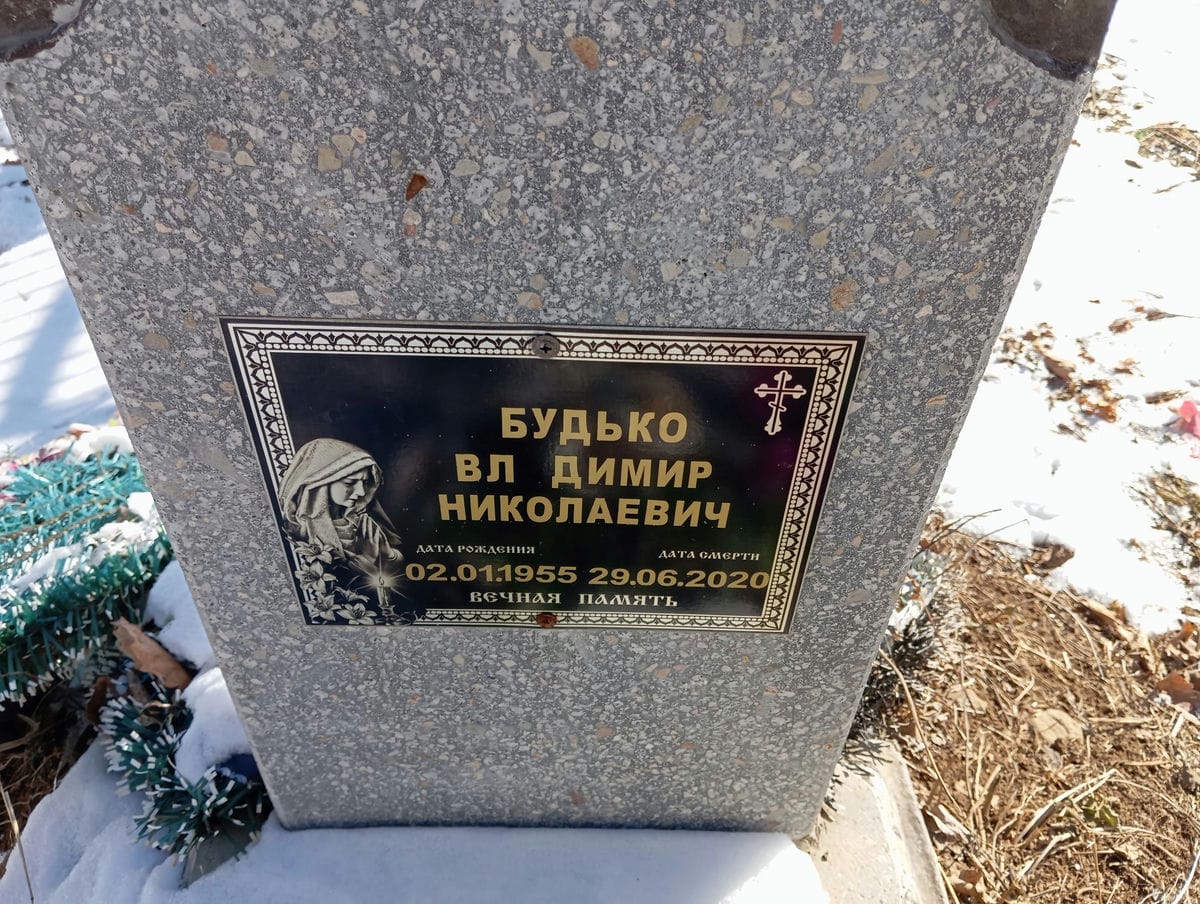 БУДЬКО
ВЛ ДИМИР
НИКОЛАЕВИЧ
ДАТА РОЖДЕНИЯ ДАТА СМЕРТИ
02.01.1955 29.06.2020
ВЕЧНАЯ ПАМЯТЬ